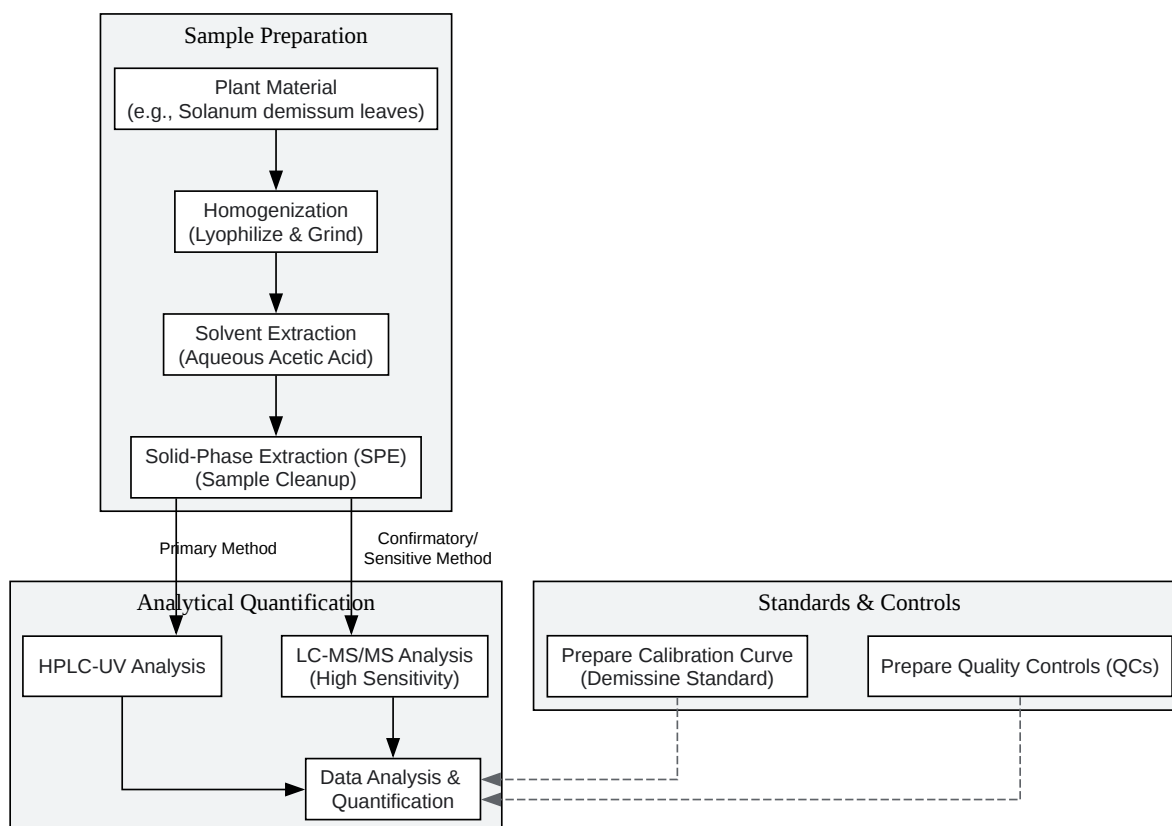 Sample Preparation
Plant Material
(e.g., Solanum demissum leaves)
Homogenization
(Lyophilize & Grind)
Solvent Extraction
(Aqueous Acetic Acid)
Solid-Phase Extraction (SPE)
(Sample Cleanup)
Primary Method
Confirmatory/
Sensitive Method
Analytical Quantification
HPLC-UV Analysis
LC-MS/MS Analysis
(High Sensitivity)
Data Analysis &
Quantification
Standards & Controls
Prepare Calibration Curve
(Demissine Standard)
Prepare Quality Controls (QCs)